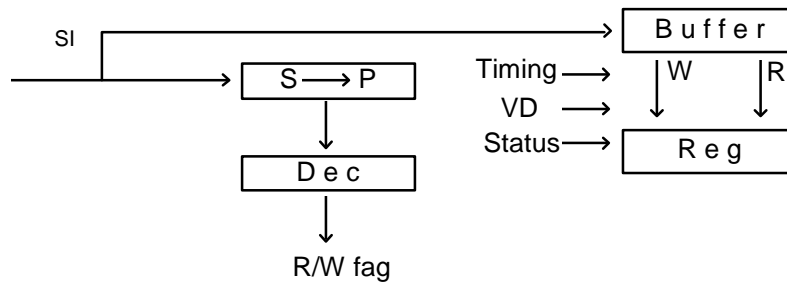 SI
Buffer
S P
Timing
W R
VD
Status
Reg
Dec
R/W fag